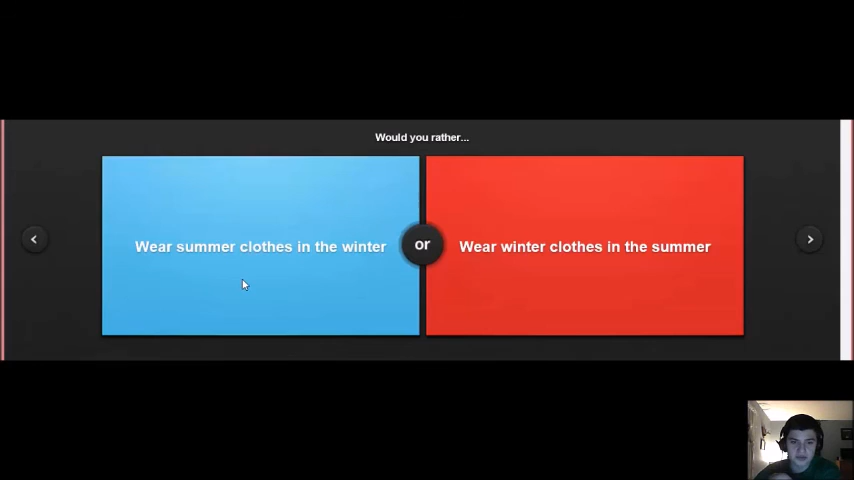 Would you rather...
Wear summer clothes in the winter
or
Wear winter clothes in the summer